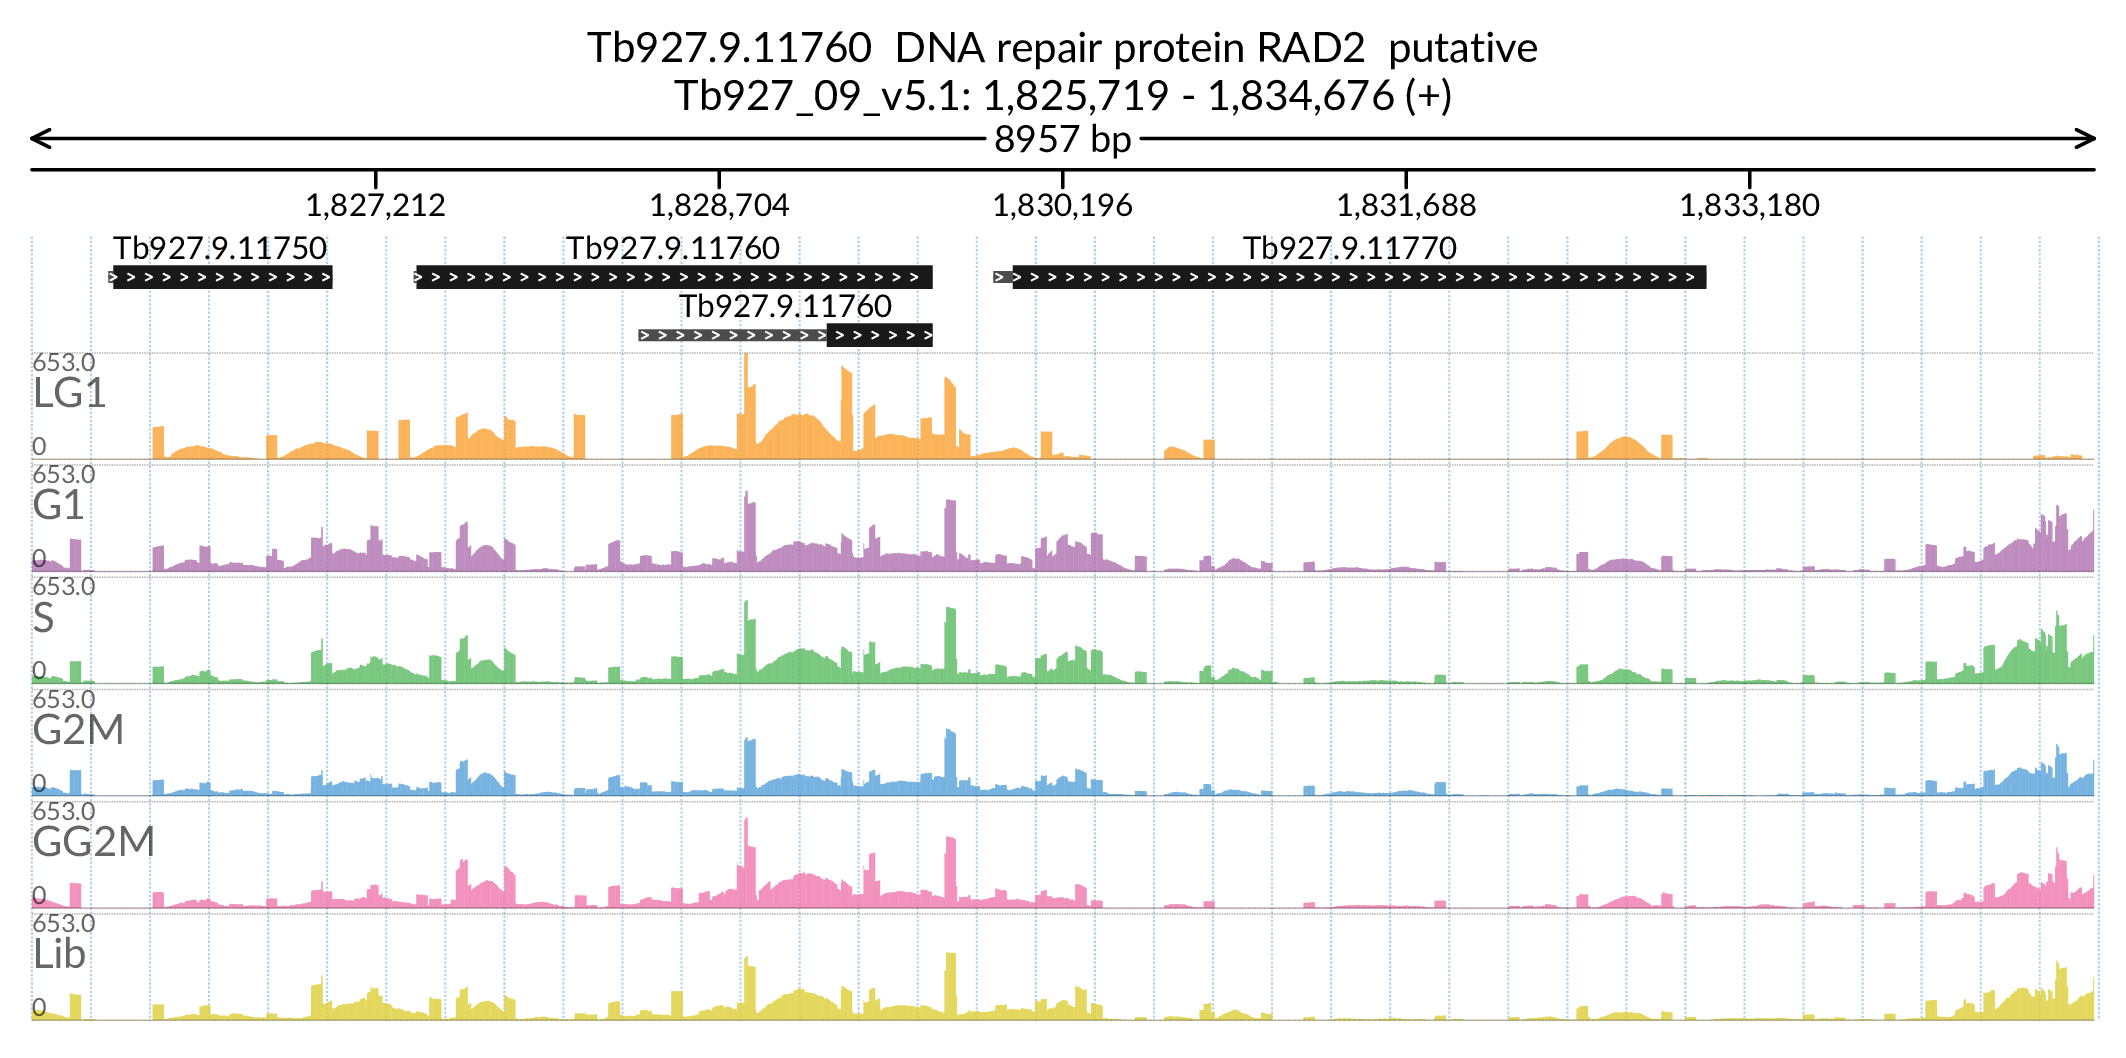 Tb927.9.11760 DNA repair protein RAD2 putative
Tb927_09_v5.1: 1,825,719 - 1,834,676 (+)
8957 bp
1,827,212 1,828,704 1,830,196 1,831,688 1,833,180
Tb927.9.11750 Tb927.9.11760 Tb927.9.11770
Tb927.9.11760
653.0
LG1
0
653.0
G1
0
653.0
S
0
653.0
G2M
0
653.0
GG2M
0
653.0
Lib
0